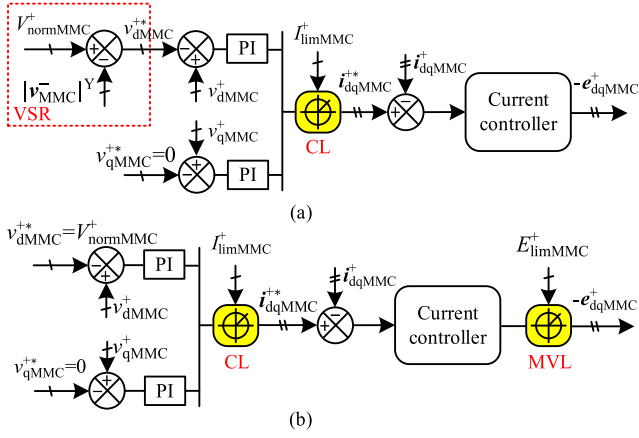 V⁺normMMC
v⁺*dMMC
|v⁻MMC|Y
VSR
PI
v⁺dMMC
v⁺qMMC
v⁺*qMMC=0
PI
I⁺limMMC
i⁺*dqMMC
CL
i⁺dqMMC
Current
controller
-e⁺dqMMC
(a)
v⁺*dMMC=V⁺normMMC
PI
v⁺dMMC
v⁺qMMC
v⁺*qMMC=0
PI
I⁺limMMC
i⁺*dqMMC
CL
i⁺dqMMC
Current
controller
E⁺limMMC
-e⁺dqMMC
MVL
(b)